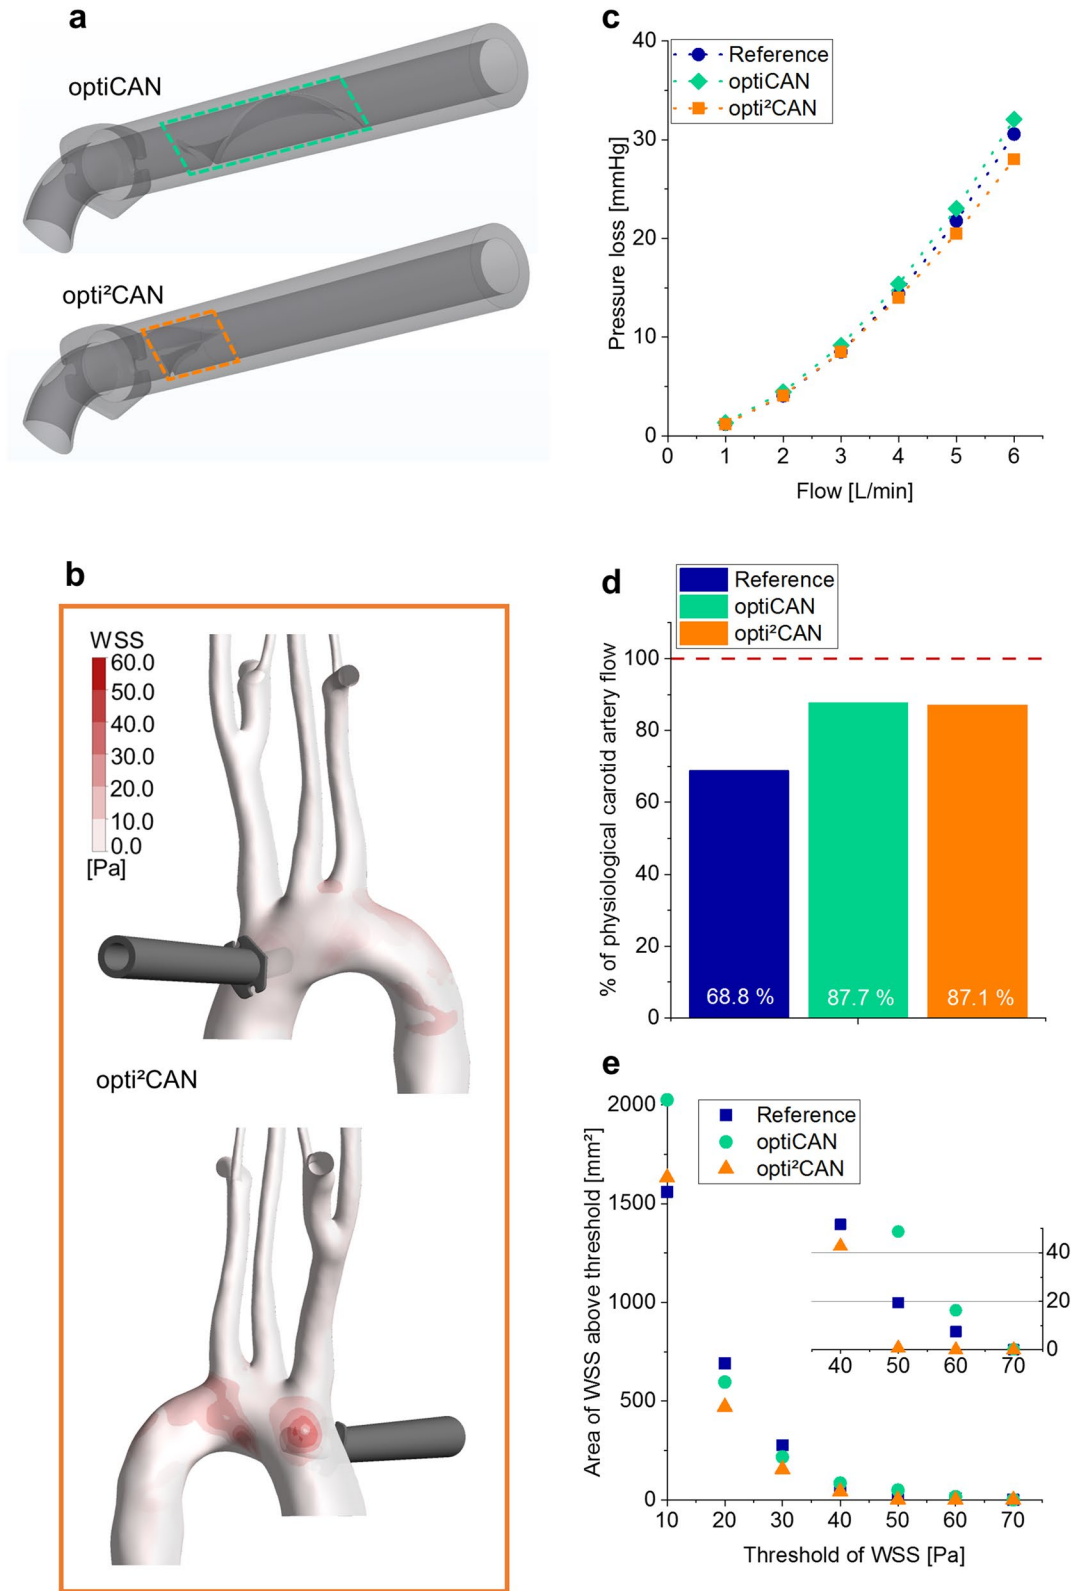 a
optiCAN
opti²CAN
b
WSS
60.0
50.0
40.0
30.0
20.0
10.0
0.0
[Pa]
opti²CAN
c
Reference
optiCAN
opti²CAN
Pressure loss [mmHg]
40
30
20
10
0
0 1 2 3 4 5 6
Flow [L/min]
d
Reference
optiCAN
opti²CAN
% of physiological carotid artery flow
100
80
60
40
20
0
68.8 % 87.7 % 87.1 %
e
Reference
optiCAN
opti²CAN
Area of WSS above threshold [mm²]
2000
1500
1000
500
0
40
20
0
40 50 60 70
10 20 30 40 50 60 70
Threshold of WSS [Pa]